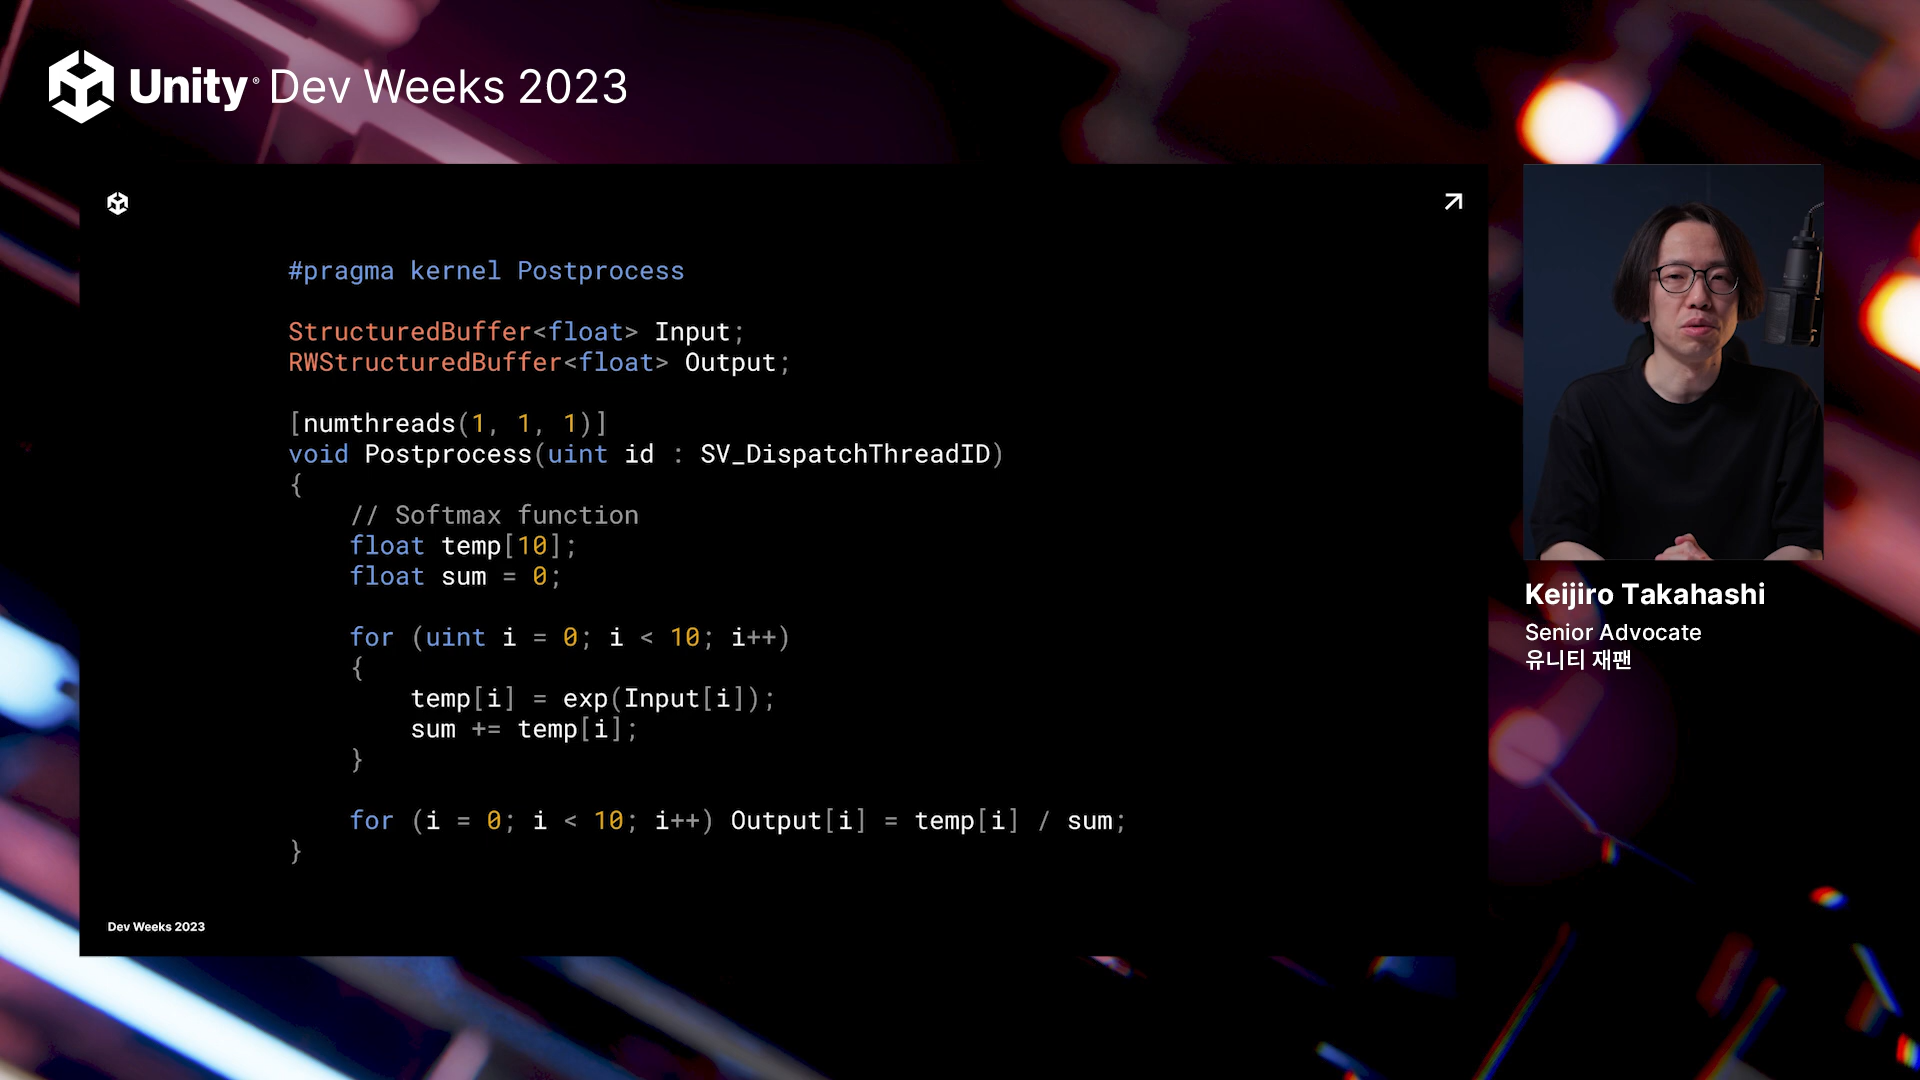 Unity® Dev Weeks 2023
#pragma kernel Postprocess
StructuredBuffer<float> Input;
RWStructuredBuffer<float> Output;
[numthreads(1, 1, 1)]
void Postprocess(uint id : SV_DispatchThreadID)
{
    // Softmax function
    float temp[10];
    float sum = 0;
    for (uint i = 0; i < 10; i++)
    {
        temp[i] = exp(Input[i]);
        sum += temp[i];
    }
    for (i = 0; i < 10; i++) Output[i] = temp[i] / sum;
}
Dev Weeks 2023
Keijiro Takahashi
Senior Advocate
유니티 재팬